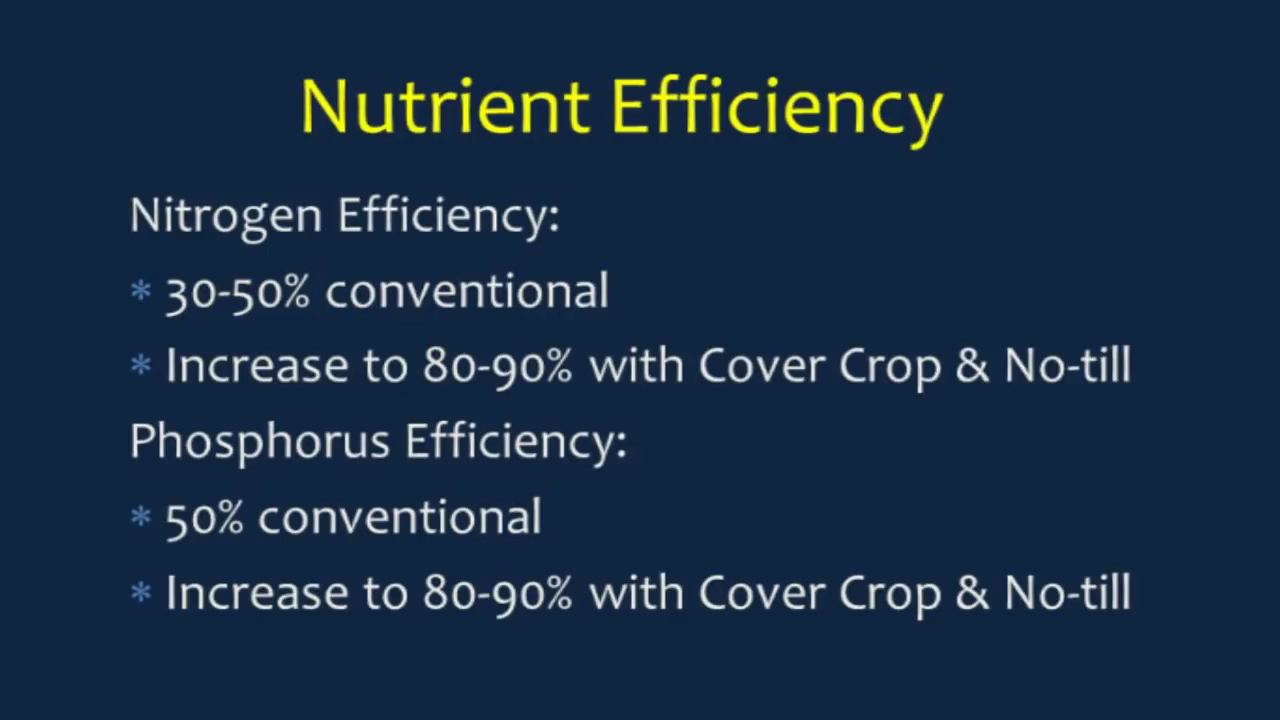 Nutrient Efficiency
Nitrogen Efficiency:
* 30-50% conventional
* Increase to 80-90% with Cover Crop & No-till
Phosphorus Efficiency:
* 50% conventional
* Increase to 80-90% with Cover Crop & No-till